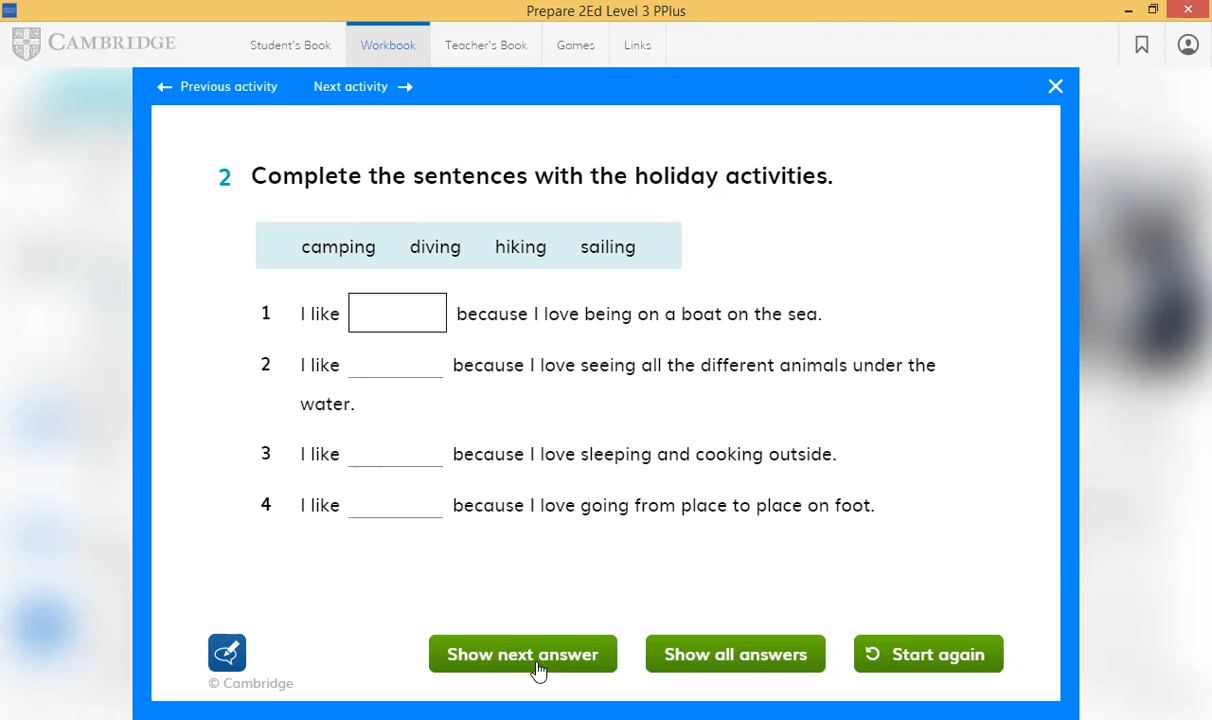 Prepare 2Ed Level 3 PPlus
CAMBRIDGE Student's Book Workbook Teacher's Book Games Links
Previous activity Next activity
2 Complete the sentences with the holiday activities.
camping diving hiking sailing
1 I like because I love being on a boat on the sea.
2 I like ________ because I love seeing all the different animals under the
water.
3 I like ________ because I love sleeping and cooking outside.
4 I like ________ because I love going from place to place on foot.
Show next answer Show all answers Start again
© Cambridge